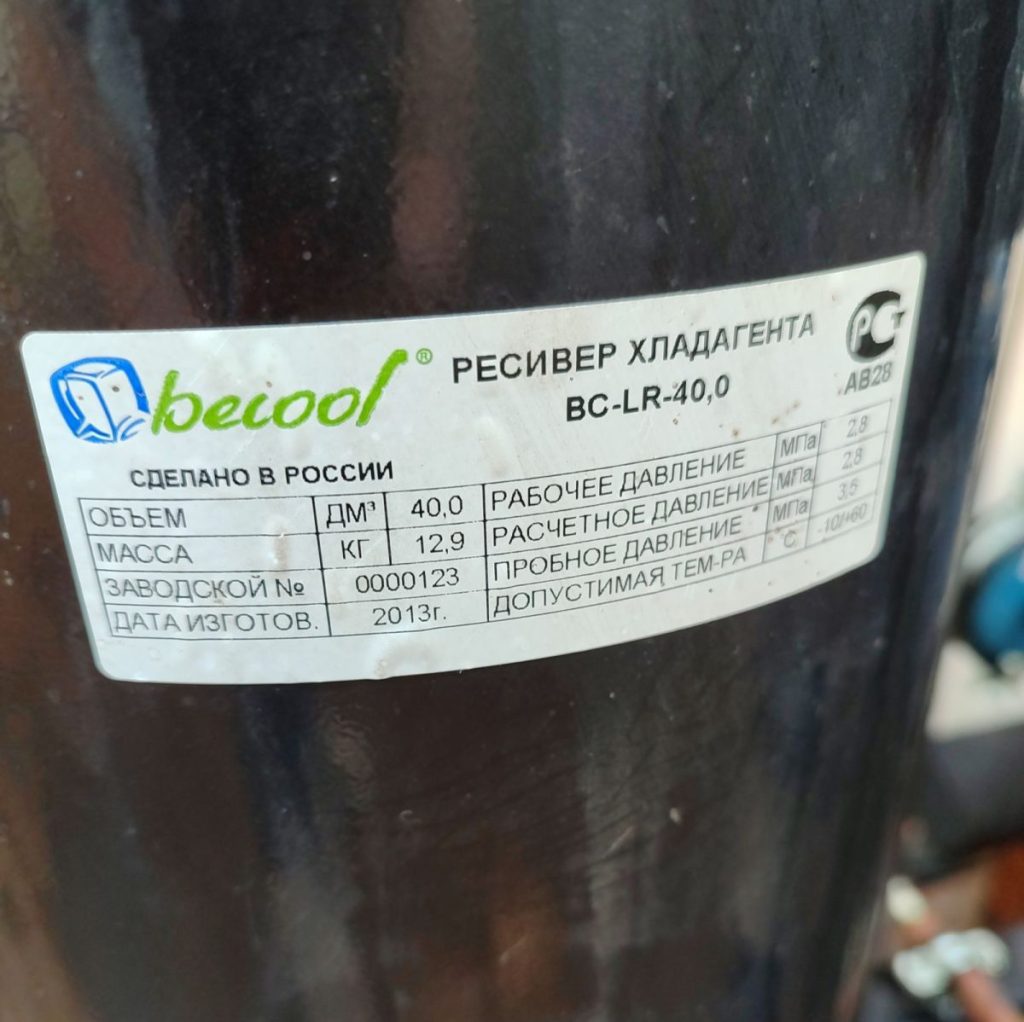 becool® РЕСИВЕР ХЛАДАГЕНТА РСТ
BC-LR-40,0 АВ28
СДЕЛАНО В РОССИИ
ОБЪЕМ ДМ³ 40,0 РАБОЧЕЕ ДАВЛЕНИЕ МПа 2,8
МАССА КГ 12,9 РАСЧЕТНОЕ ДАВЛЕНИЕ МПа 2,8
ЗАВОДСКОЙ № 0000123 ПРОБНОЕ ДАВЛЕНИЕ МПа 3,5
ДАТА ИЗГОТОВ. 2013г. ДОПУСТИМАЯ ТЕМ-РА °С -10/+60